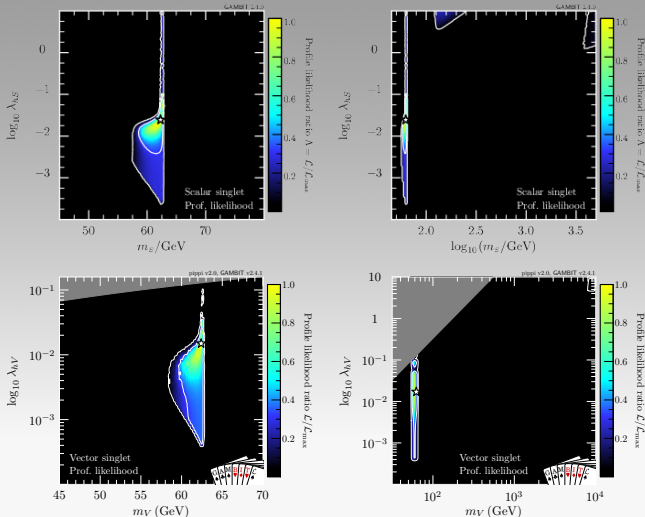 GAMBIT 2.4.5
GAMBIT 2.4.5
0
−1
−2
−3
log₁₀ λhS
50
60
70
mS/GeV
Scalar singlet
Prof. likelihood
1.0
0.8
0.6
0.4
0.2
Profile likelihood ratio Λ = ℒ/ℒmax
0
−1
−2
−3
log₁₀ λhS
2.0
2.5
3.0
3.5
log₁₀(mS/GeV)
Scalar singlet
Prof. likelihood
1.0
0.8
0.6
0.4
0.2
Profile likelihood ratio Λ = ℒ/ℒmax
pippi v2.0, GAMBIT v2.4.1
10⁻¹
10⁻²
10⁻³
log₁₀ λhV
45
50
55
60
65
70
mV (GeV)
Vector singlet
Prof. likelihood
GAMBIT
1.0
0.8
0.6
0.4
0.2
Profile likelihood ratio ℒ/ℒmax
pippi v2.0, GAMBIT v2.4.1
10
1
10⁻¹
10⁻²
10⁻³
log₁₀ λhV
10²
10³
10⁴
mV (GeV)
Vector singlet
Prof. likelihood
GAMBIT
1.0
0.8
0.6
0.4
0.2
Profile likelihood ratio ℒ/ℒmax